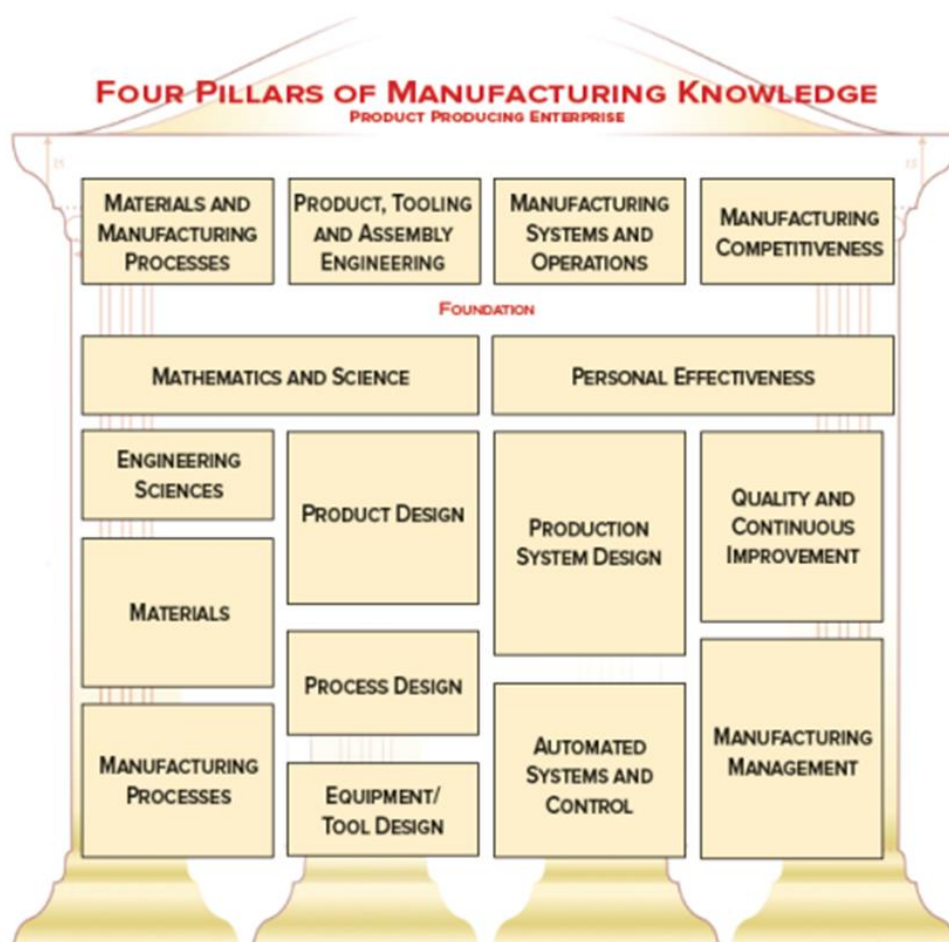 FOUR PILLARS OF MANUFACTURING KNOWLEDGE
PRODUCT PRODUCING ENTERPRISE
MATERIALS AND
MANUFACTURING
PROCESSES
PRODUCT, TOOLING
AND ASSEMBLY
ENGINEERING
MANUFACTURING
SYSTEMS AND
OPERATIONS
MANUFACTURING
COMPETITIVENESS
FOUNDATION
MATHEMATICS AND SCIENCE
PERSONAL EFFECTIVENESS
ENGINEERING
SCIENCES
MATERIALS
MANUFACTURING
PROCESSES
PRODUCT DESIGN
PROCESS DESIGN
EQUIPMENT/
TOOL DESIGN
PRODUCTION
SYSTEM DESIGN
AUTOMATED
SYSTEMS AND
CONTROL
QUALITY AND
CONTINUOUS
IMPROVEMENT
MANUFACTURING
MANAGEMENT